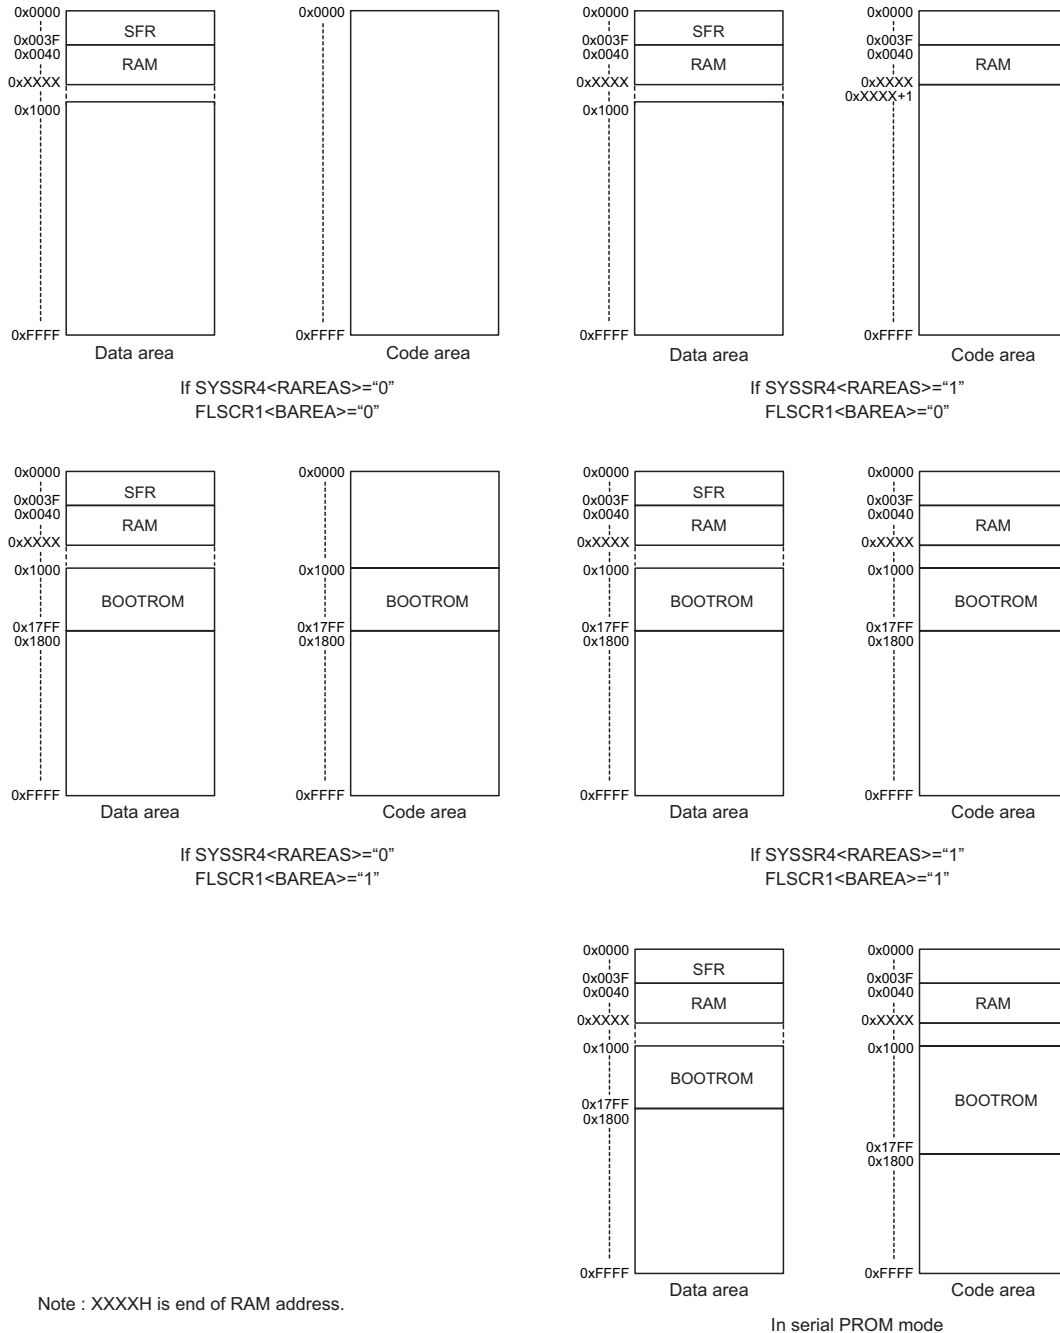 0x0000
SFR
0x003F
0x0040
RAM
0xXXXX
0x1000
0xFFFF
Data area
0x0000
0xFFFF
Code area
If SYSSR4<RAREAS>=“0”
FLSCR1<BAREA>=“0”
0x0000
SFR
0x003F
0x0040
RAM
0xXXXX
0x1000
0xFFFF
Data area
0x0000
0x003F
0x0040
RAM
0xXXXX
0xXXXX+1
0xFFFF
Code area
If SYSSR4<RAREAS>=“1”
FLSCR1<BAREA>=“0”
0x0000
SFR
0x003F
0x0040
RAM
0xXXXX
0x1000
BOOTROM
0x17FF
0x1800
0xFFFF
Data area
0x0000
0x1000
BOOTROM
0x17FF
0x1800
0xFFFF
Code area
If SYSSR4<RAREAS>=“0”
FLSCR1<BAREA>=“1”
0x0000
SFR
0x003F
0x0040
RAM
0xXXXX
0x1000
BOOTROM
0x17FF
0x1800
0xFFFF
Data area
0x0000
0x003F
0x0040
RAM
0xXXXX
0x1000
BOOTROM
0x17FF
0x1800
0xFFFF
Code area
If SYSSR4<RAREAS>=“1”
FLSCR1<BAREA>=“1”
0x0000
SFR
0x003F
0x0040
RAM
0xXXXX
0x1000
BOOTROM
0x17FF
0x1800
0xFFFF
Data area
0x0000
0x003F
0x0040
RAM
0xXXXX
0x1000
BOOTROM
0x17FF
0x1800
0xFFFF
Code area
In serial PROM mode
Note : XXXXH is end of RAM address.